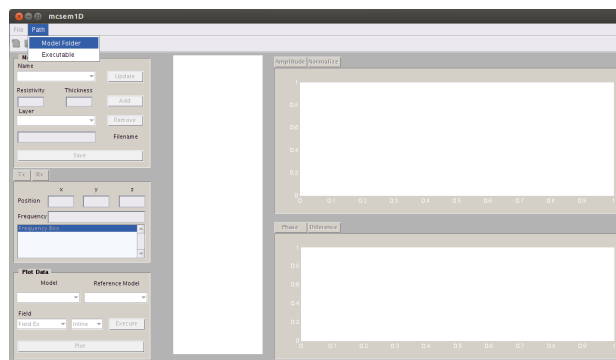 mcsem1D
File Path
Model Folder
Executable
Name
Update
Resistivity Thickness
Add
Layer
Remove
Filename
Save
Tx Rx
x y z
Position
Frequency
Frequency Box
Plot Data
Model Reference Model
Field
Field Ex Inline Execute
Plot
Amplitude Normalize
1
0.8
0.6
0.4
0.2
0
0 0.1 0.2 0.3 0.4 0.5 0.6 0.7 0.8 0.9 1
Phase Difference
1
0.8
0.6
0.4
0.2
0
0 0.1 0.2 0.3 0.4 0.5 0.6 0.7 0.8 0.9 1